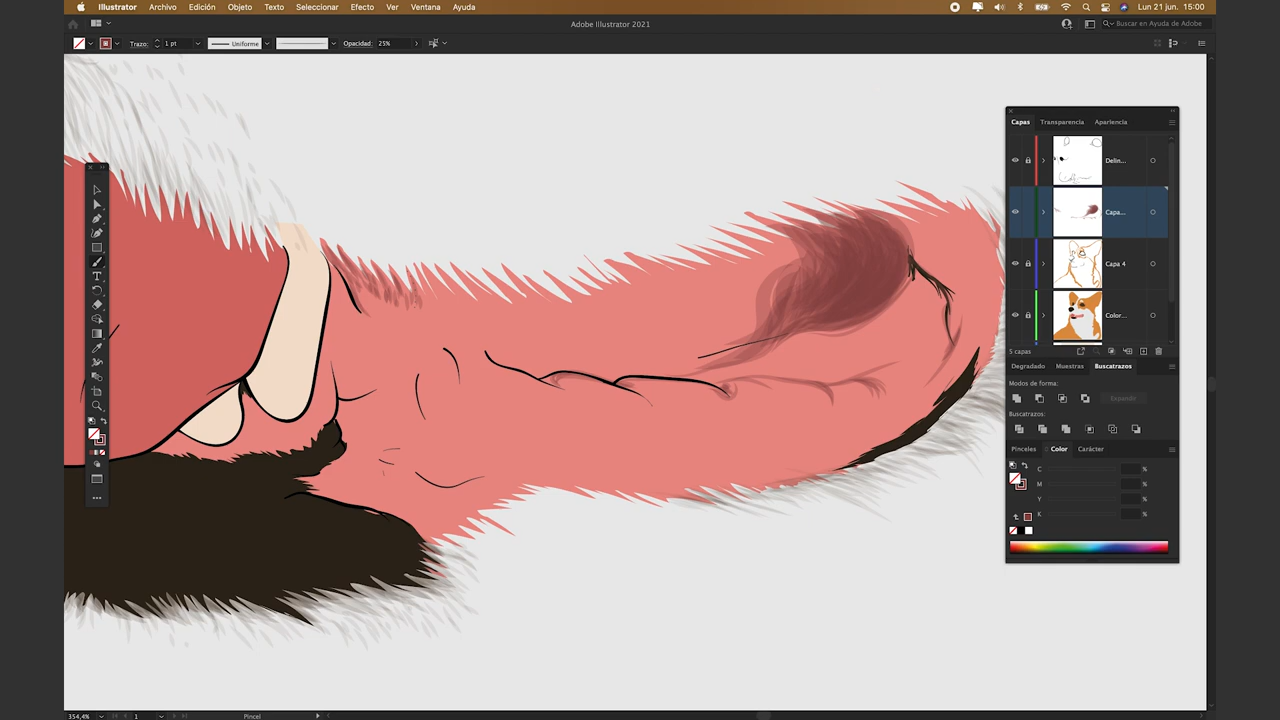 Illustrator Archivo Edición Objeto Texto Seleccionar Efecto Ver Ventana Ayuda Lun 21 jun. 15:00
Adobe Illustrator 2021 Buscar en Ayuda de Adobe
Trazo: 1 pt Uniforme Opacidad: 25%
Capas Transparencia Apariencia
Delin...
Capa...
Capa 4
Color...
5 capas
Degradado Muestras Buscatrazos
Modos de forma:
Expandir
Buscatrazos:
Pinceles Color Carácter
C %
M %
Y %
K %
354,4% 1 Pincel